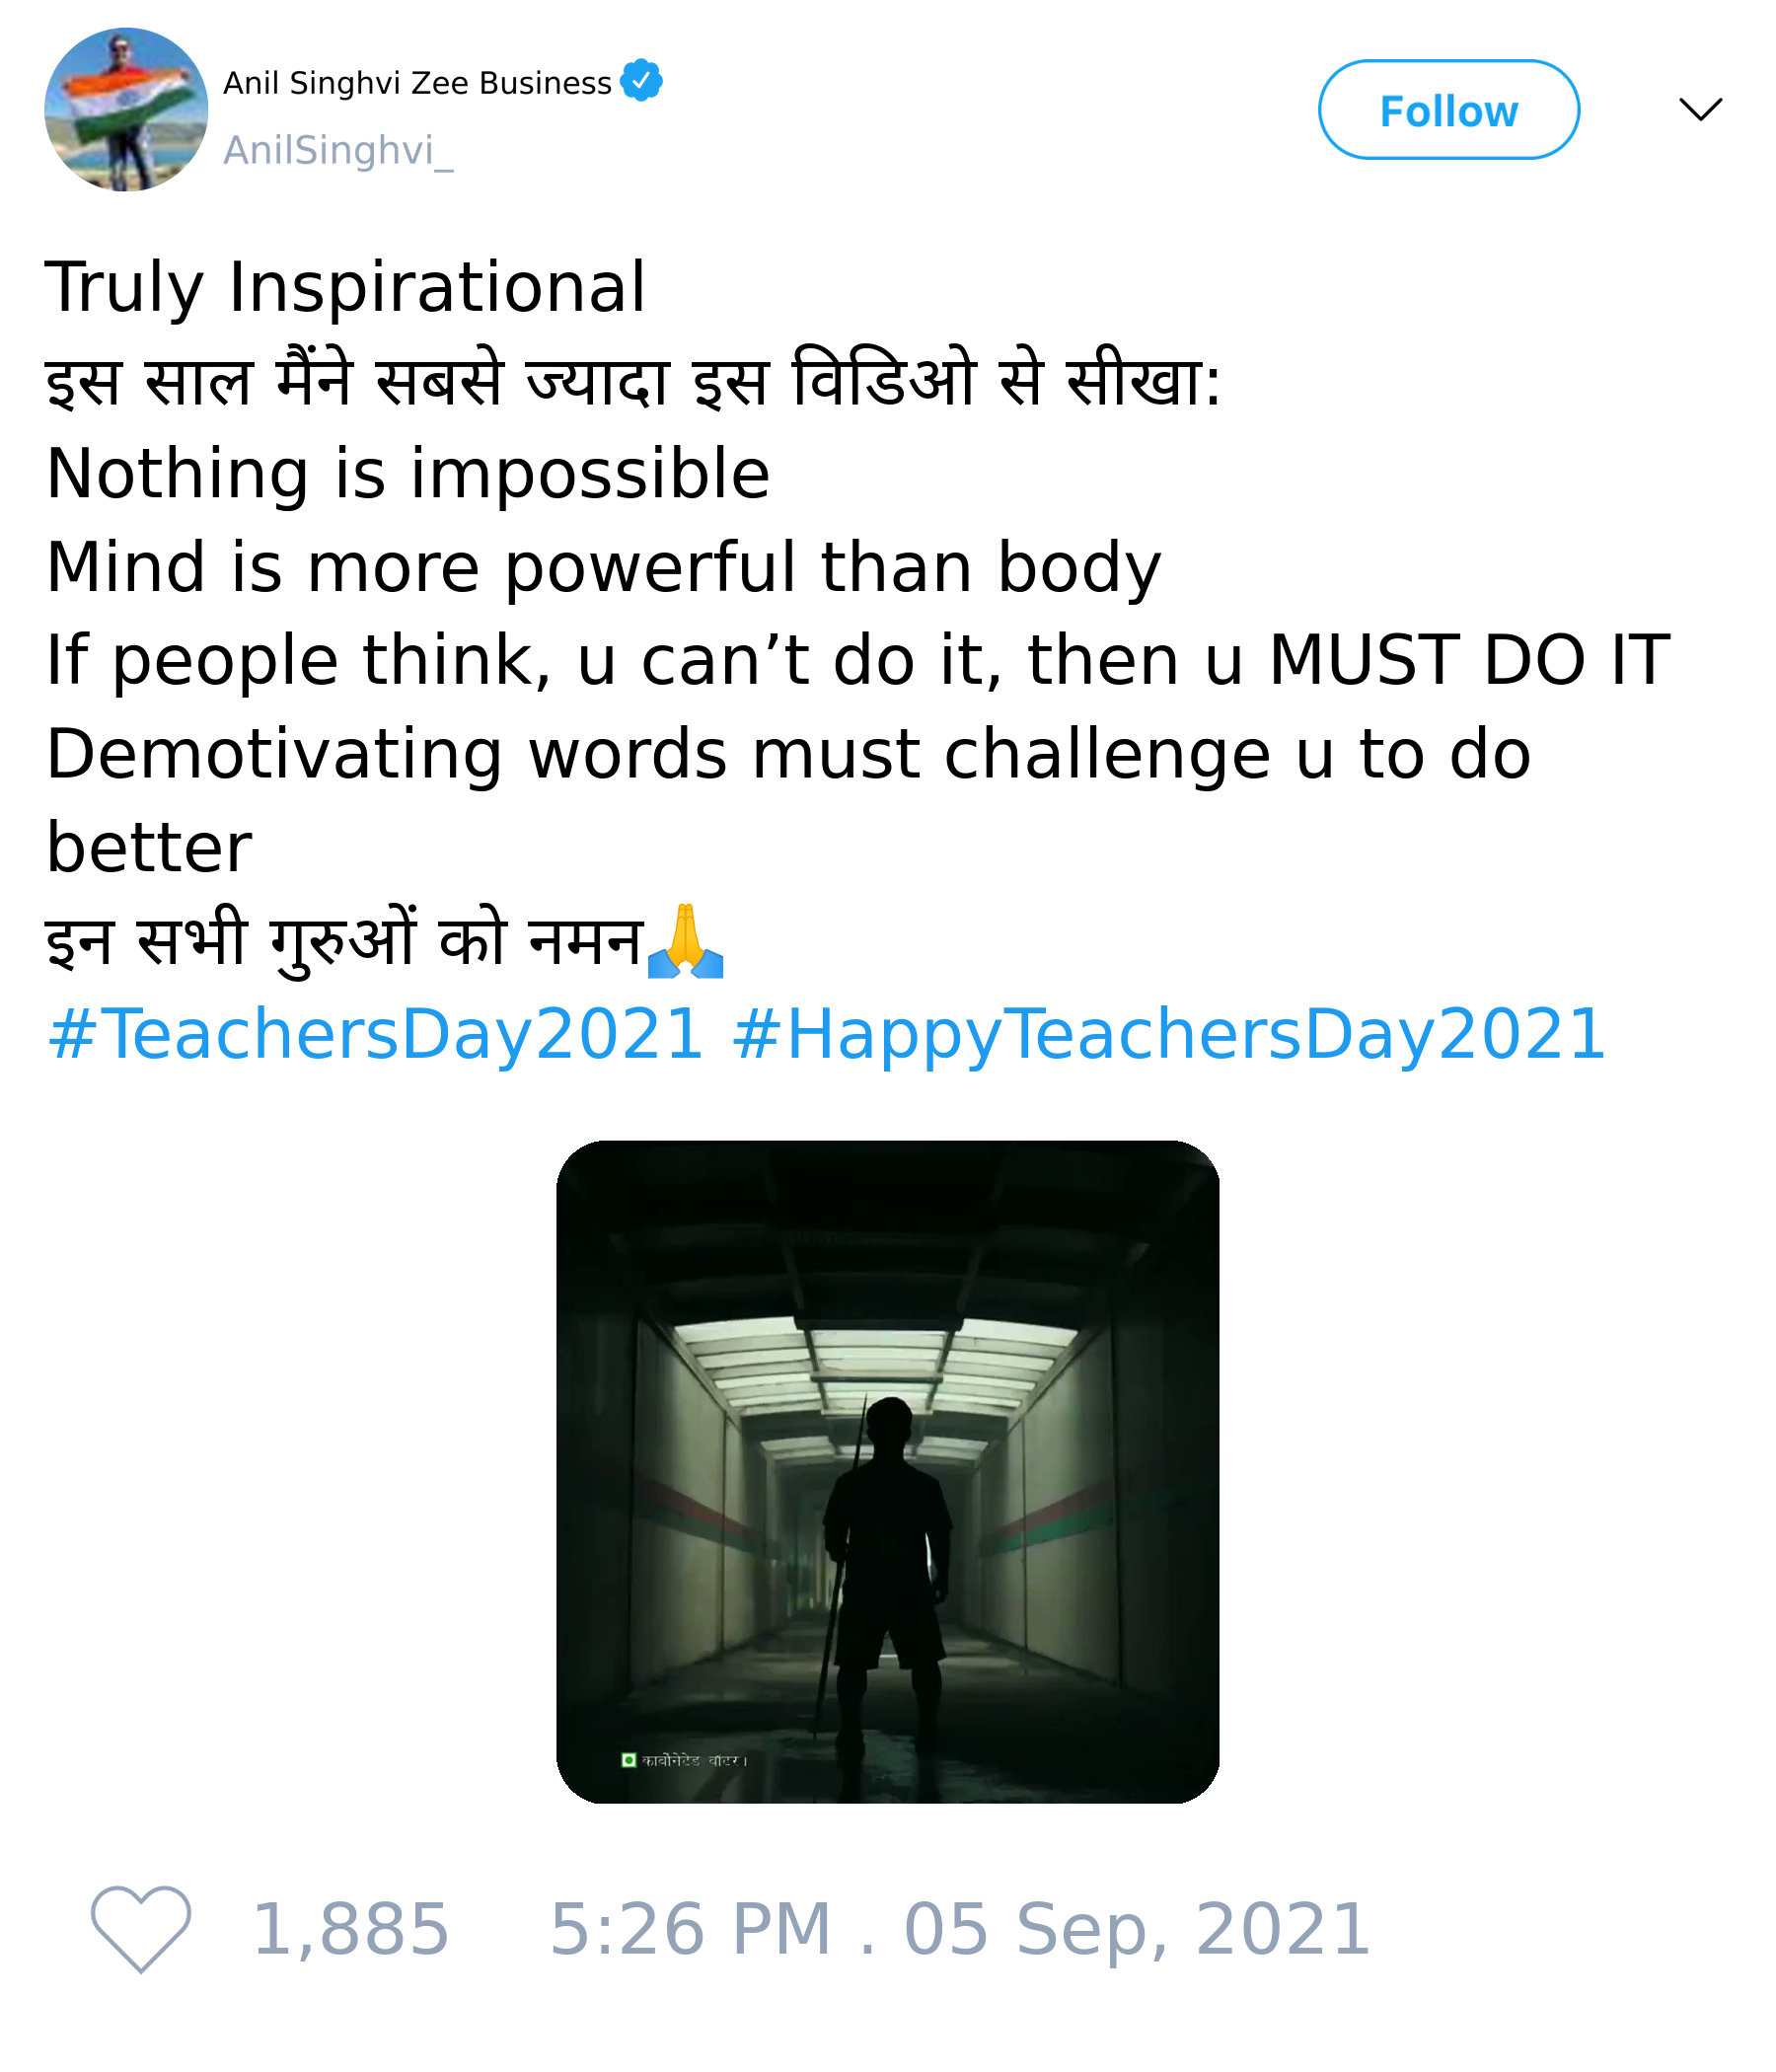 Anil Singhvi Zee Business
AnilSinghvi_
Follow
Truly Inspirational
इस साल मैंने सबसे ज्यादा इस विडिओ से सीखा:
Nothing is impossible
Mind is more powerful than body
If people think, u can’t do it, then u MUST DO IT
Demotivating words must challenge u to do
better
इन सभी गुरुओं को नमन🙏
#TeachersDay2021 #HappyTeachersDay2021
कार्बोनेटेड वॉटर।
1,885 5:26 PM . 05 Sep, 2021